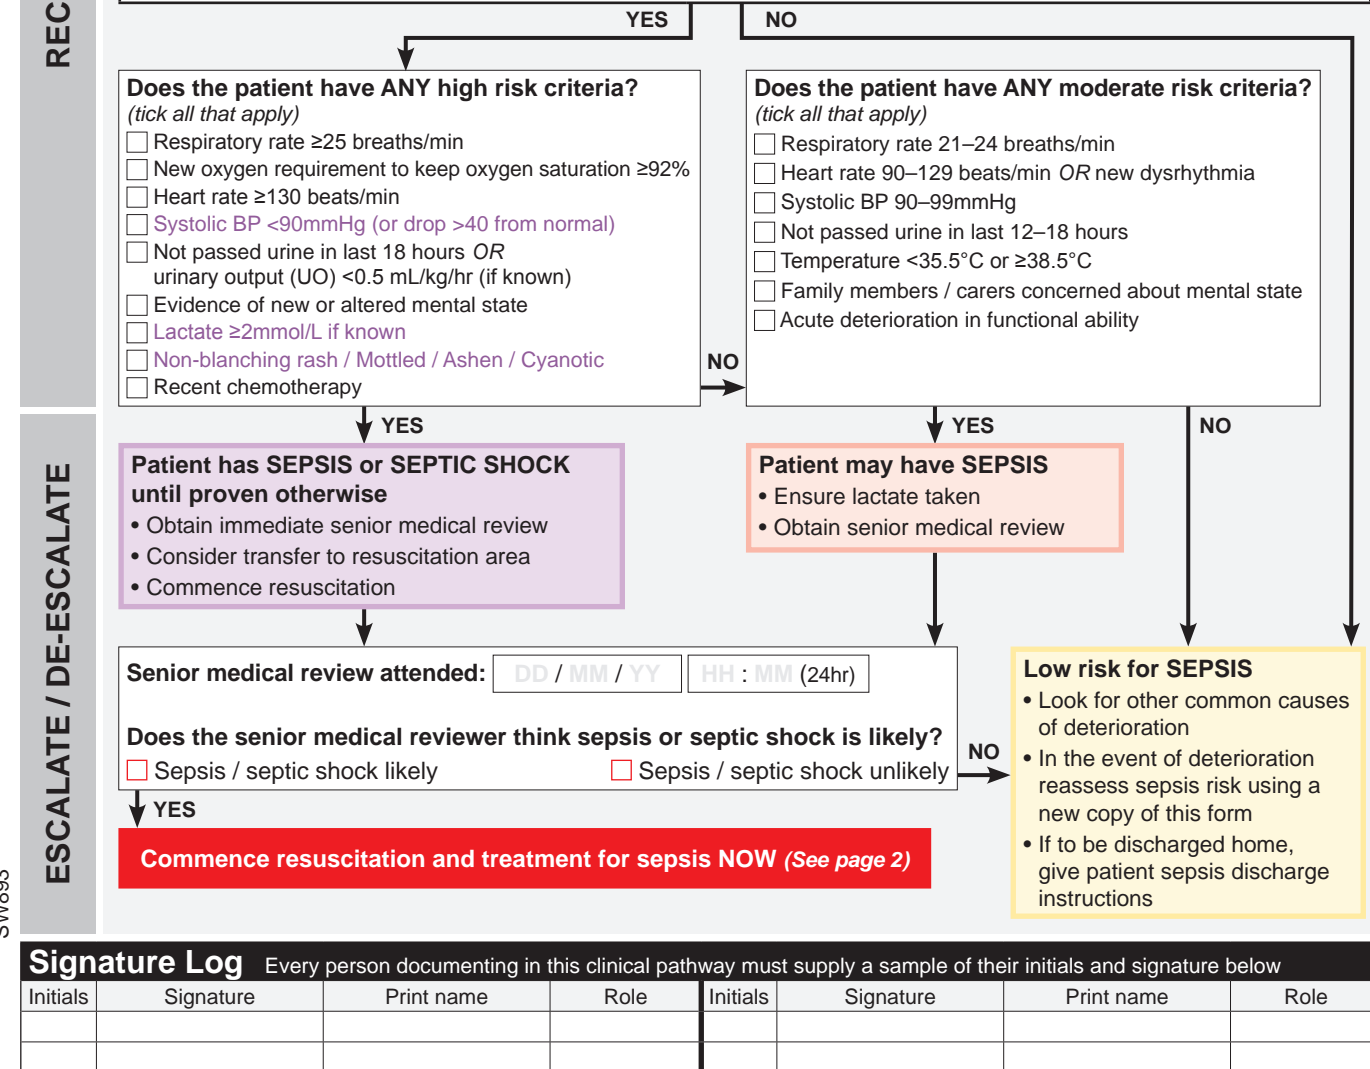 REC
YES
NO
Does the patient have ANY high risk criteria?
(tick all that apply)
Respiratory rate ≥25 breaths/min
New oxygen requirement to keep oxygen saturation ≥92%
Heart rate ≥130 beats/min
Systolic BP <90mmHg (or drop >40 from normal)
Not passed urine in last 18 hours OR
urinary output (UO) <0.5 mL/kg/hr (if known)
Evidence of new or altered mental state
Lactate ≥2mmol/L if known
Non-blanching rash / Mottled / Ashen / Cyanotic
Recent chemotherapy
NO
Does the patient have ANY moderate risk criteria?
(tick all that apply)
Respiratory rate 21–24 breaths/min
Heart rate 90–129 beats/min OR new dysrhythmia
Systolic BP 90–99mmHg
Not passed urine in last 12–18 hours
Temperature <35.5°C or ≥38.5°C
Family members / carers concerned about mental state
Acute deterioration in functional ability
ESCALATE / DE-ESCALATE
YES
YES
NO
Patient has SEPSIS or SEPTIC SHOCK
until proven otherwise
• Obtain immediate senior medical review
• Consider transfer to resuscitation area
• Commence resuscitation
Patient may have SEPSIS
• Ensure lactate taken
• Obtain senior medical review
Senior medical review attended: DD / MM / YY HH : MM (24hr)
Does the senior medical reviewer think sepsis or septic shock is likely?
Sepsis / septic shock likely
Sepsis / septic shock unlikely
NO
YES
Commence resuscitation and treatment for sepsis NOW (See page 2)
Low risk for SEPSIS
• Look for other common causes
of deterioration
• In the event of deterioration
reassess sepsis risk using a
new copy of this form
• If to be discharged home,
give patient sepsis discharge
instructions
SW893
Signature Log Every person documenting in this clinical pathway must supply a sample of their initials and signature below
Initials Signature Print name Role Initials Signature Print name Role